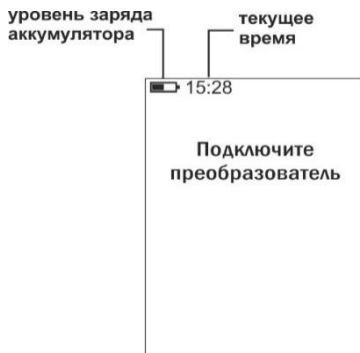 уровень заряда
аккумулятора
текущее
время
15:28
Подключите
преобразователь